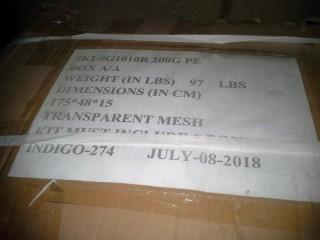 SKU#G1010R 200G PE
BOX A/A
WEIGHT (IN LBS) 97 LBS
DIMENSIONS (IN CM)
175*48*15
TRANSPARENT MESH
KIT MUST INCLUDE
INDIGO-274 JULY-08-2018